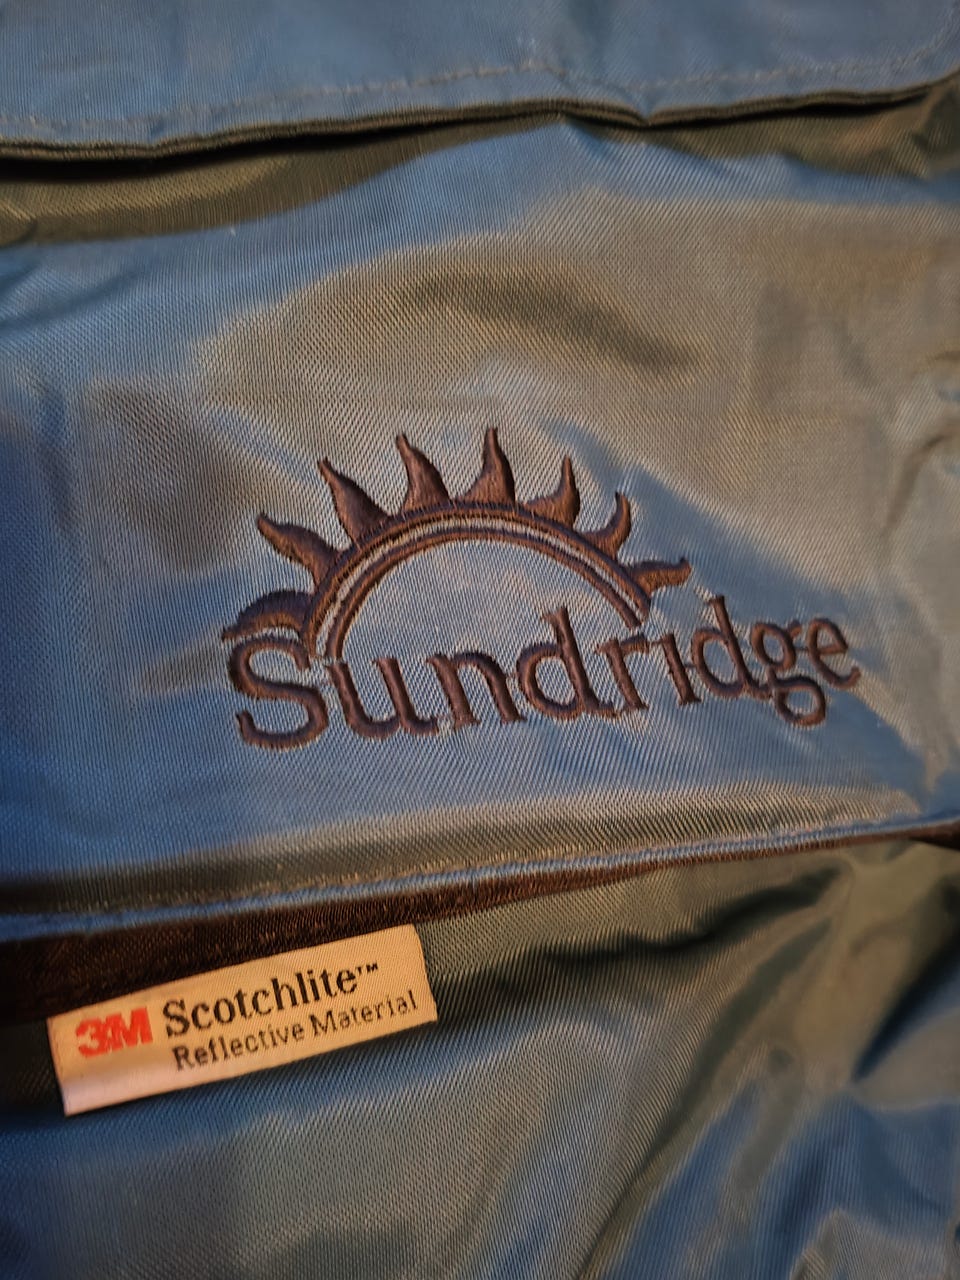 Sundridge
3M Scotchlite™
Reflective Material